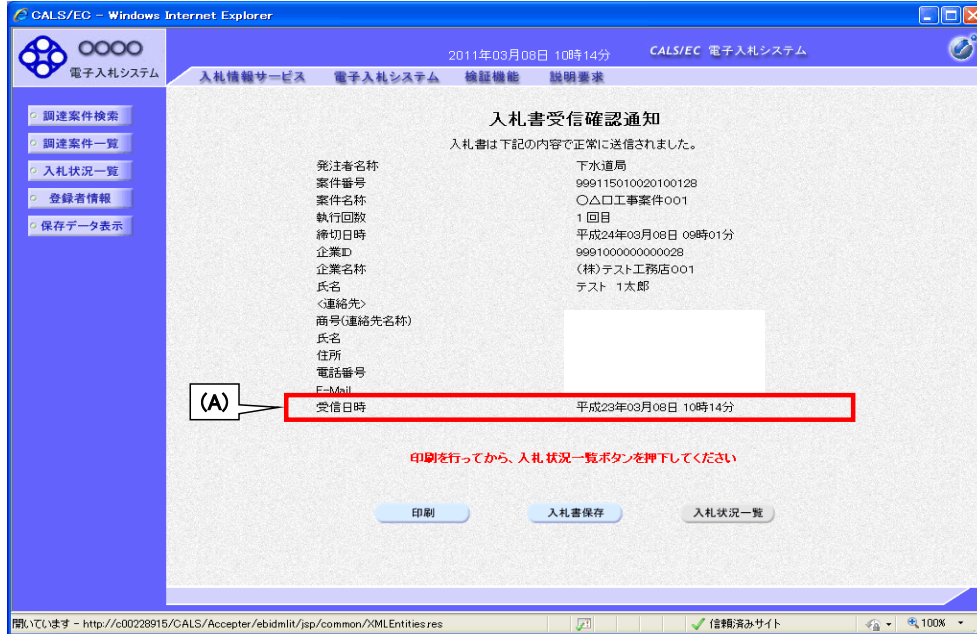 CALS/EC - Windows Internet Explorer
○○○○
電子入札システム
2011年03月08日 10時14分
CALS/EC 電子入札システム
入札情報サービス 電子入札システム 検証機能 説明要求
調達案件検索
調達案件一覧
入札状況一覧
登録者情報
保存データ表示
入札書受信確認通知
入札書は下記の内容で正常に送信されました。
発注者名称 下水道局
案件番号 999115010020100128
案件名称 ○△□工事案件001
執行回数 1 回目
締切日時 平成24年03月08日 09時01分
企業ID 9991000000000028
企業名称 (株)テスト工務店001
氏名 テスト 1太郎
<連絡先>
商号(連絡先名称)
氏名
住所
電話番号
E-Mail
(A)
受信日時 平成23年03月08日 10時14分
印刷を行ってから、入札状況一覧ボタンを押下してください
印刷 入札書保存 入札状況一覧
開いています - http://c00228915/CALS/Accepter/ebidmlit/jsp/common/XMLEntities.res 信頼済みサイト 100%